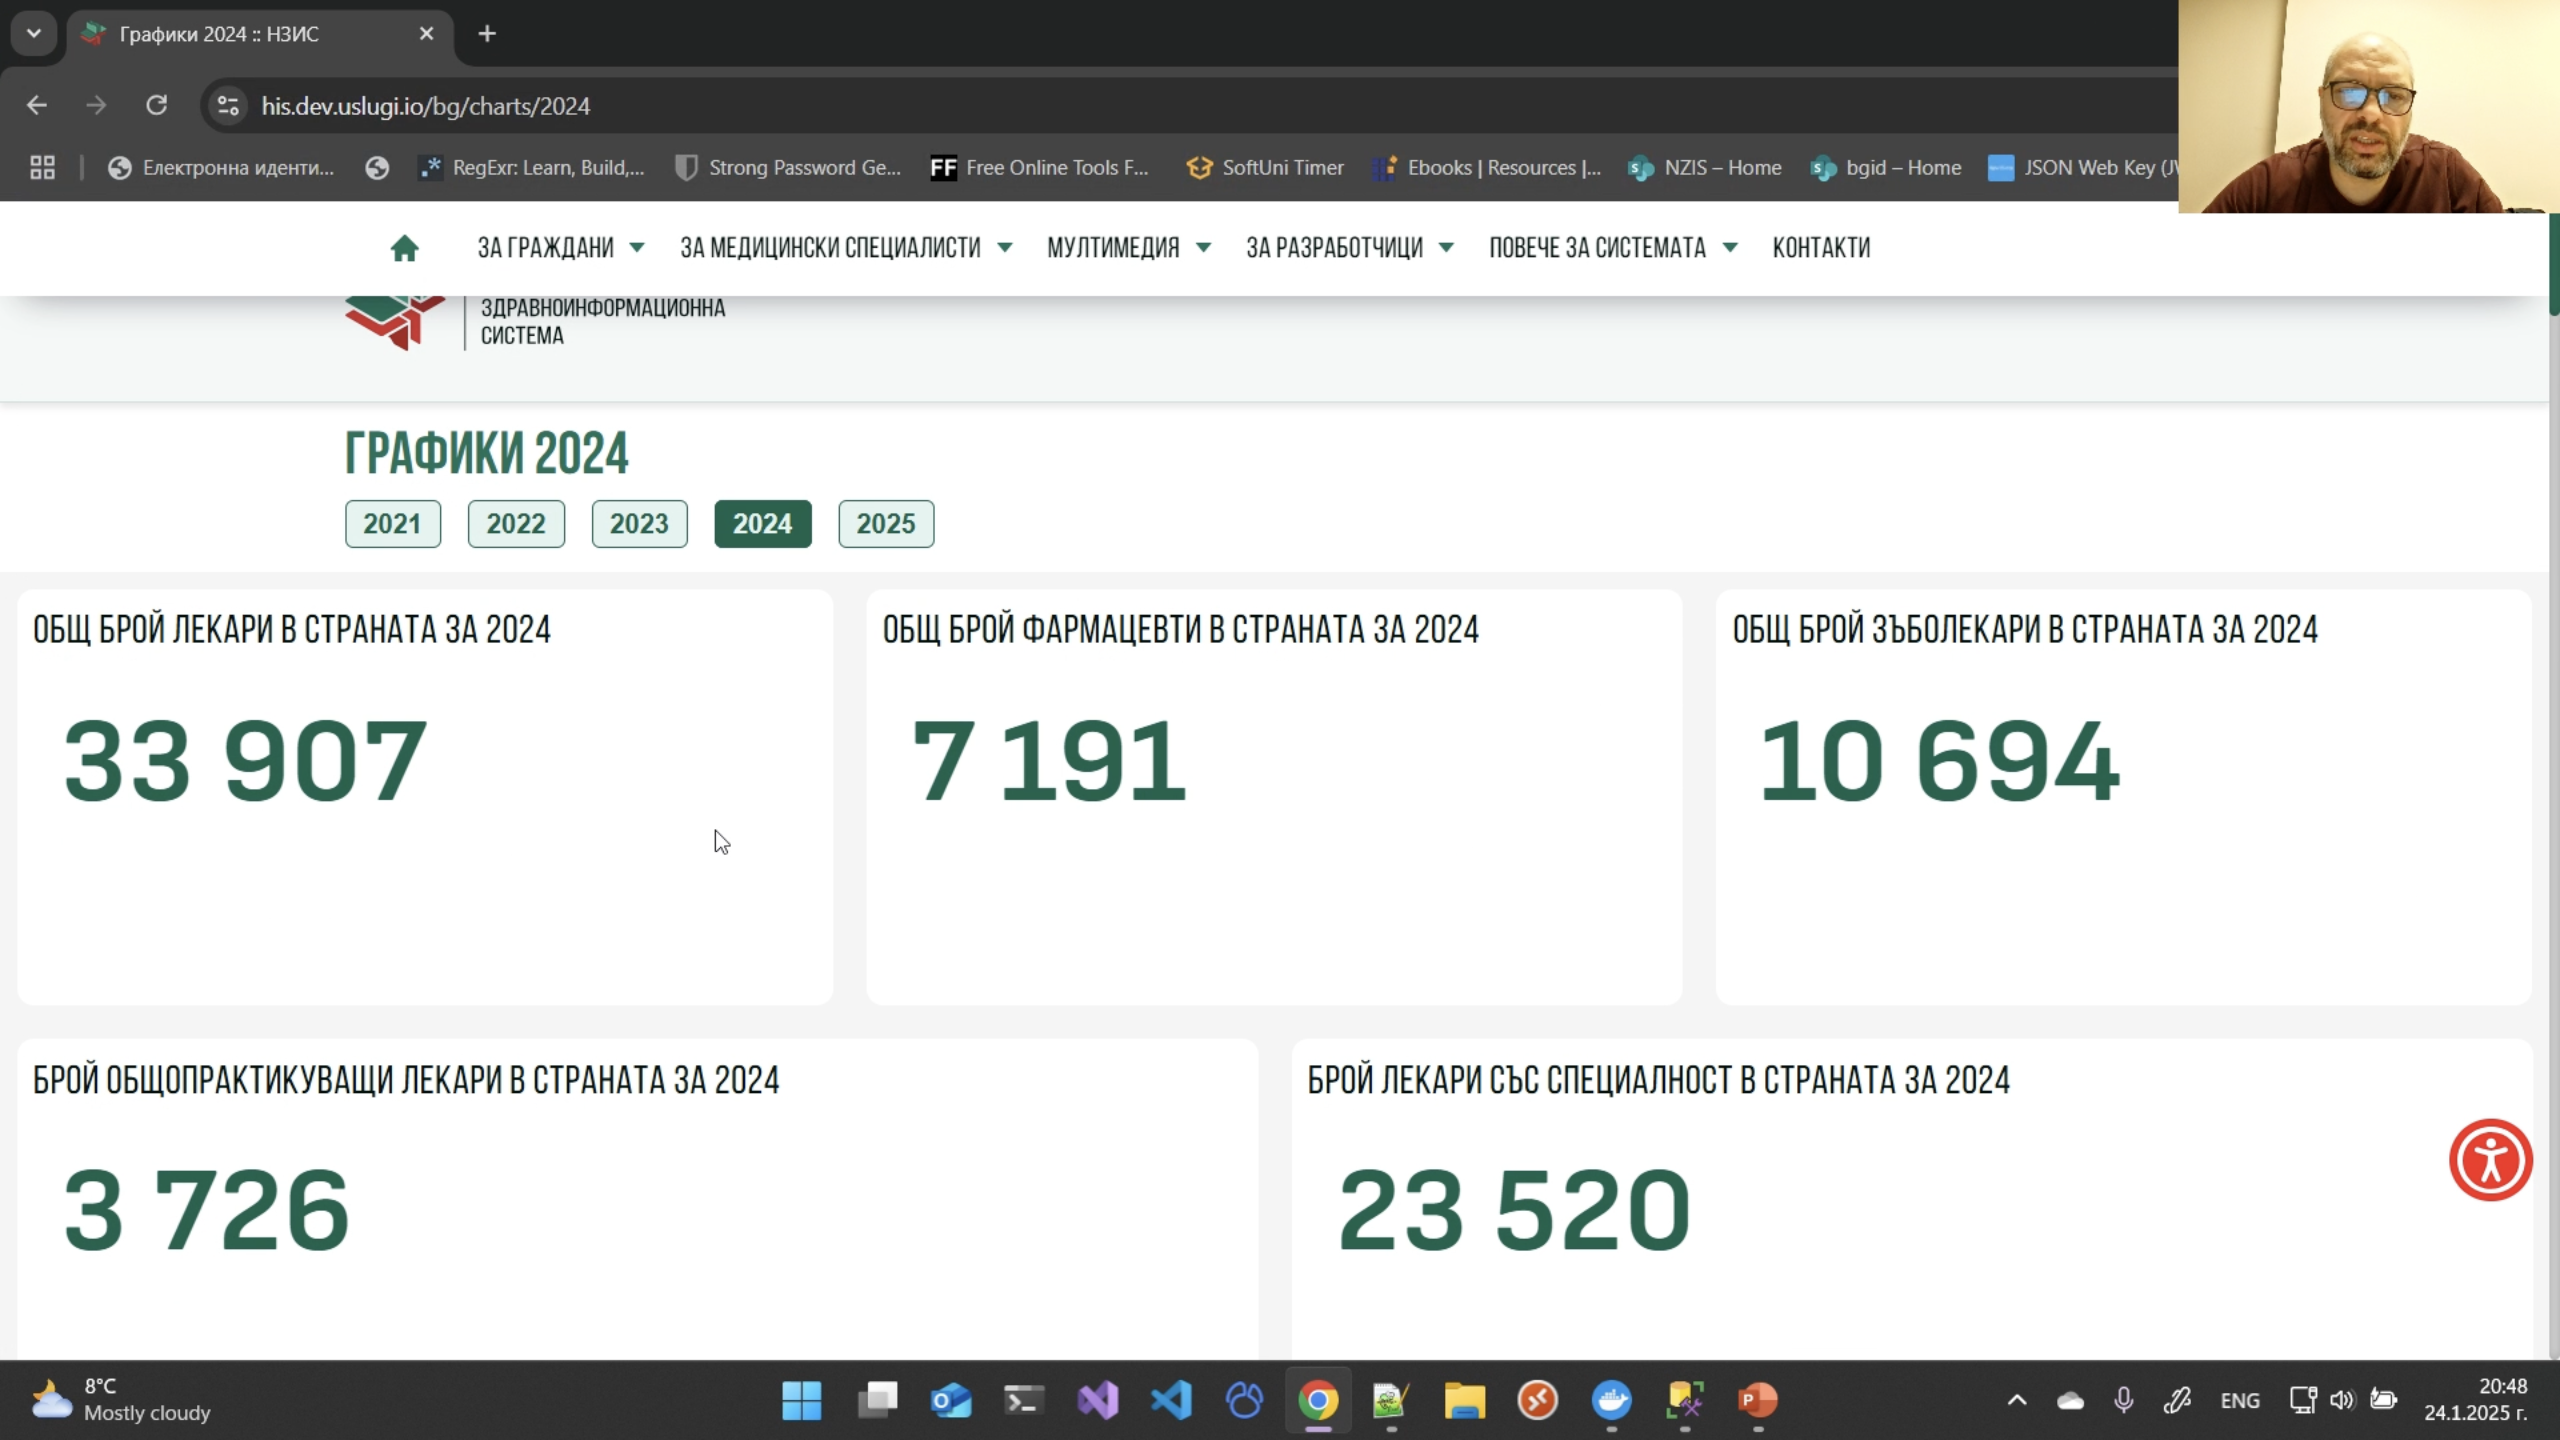 Графики 2024 :: НЗИС
his.dev.uslugi.io/bg/charts/2024
Електронна иденти...
RegExr: Learn, Build,...
Strong Password Ge...
FF Free Online Tools F...
SoftUni Timer
Ebooks | Resources |...
NZIS – Home
bgid – Home
JSON Web Key (JW
ЗА ГРАЖДАНИ
ЗА МЕДИЦИНСКИ СПЕЦИАЛИСТИ
МУЛТИМЕДИЯ
ЗА РАЗРАБОТЧИЦИ
ПОВЕЧЕ ЗА СИСТЕМАТА
КОНТАКТИ
ЗДРАВНОИНФОРМАЦИОННА
СИСТЕМА
ГРАФИКИ 2024
2021 2022 2023 2024 2025
ОБЩ БРОЙ ЛЕКАРИ В СТРАНАТА ЗА 2024
33 907
ОБЩ БРОЙ ФАРМАЦЕВТИ В СТРАНАТА ЗА 2024
7 191
ОБЩ БРОЙ ЗЪБОЛЕКАРИ В СТРАНАТА ЗА 2024
10 694
БРОЙ ОБЩОПРАКТИКУВАЩИ ЛЕКАРИ В СТРАНАТА ЗА 2024
3 726
БРОЙ ЛЕКАРИ СЪС СПЕЦИАЛНОСТ В СТРАНАТА ЗА 2024
23 520
8°C
Mostly cloudy
ENG
20:48
24.1.2025 г.